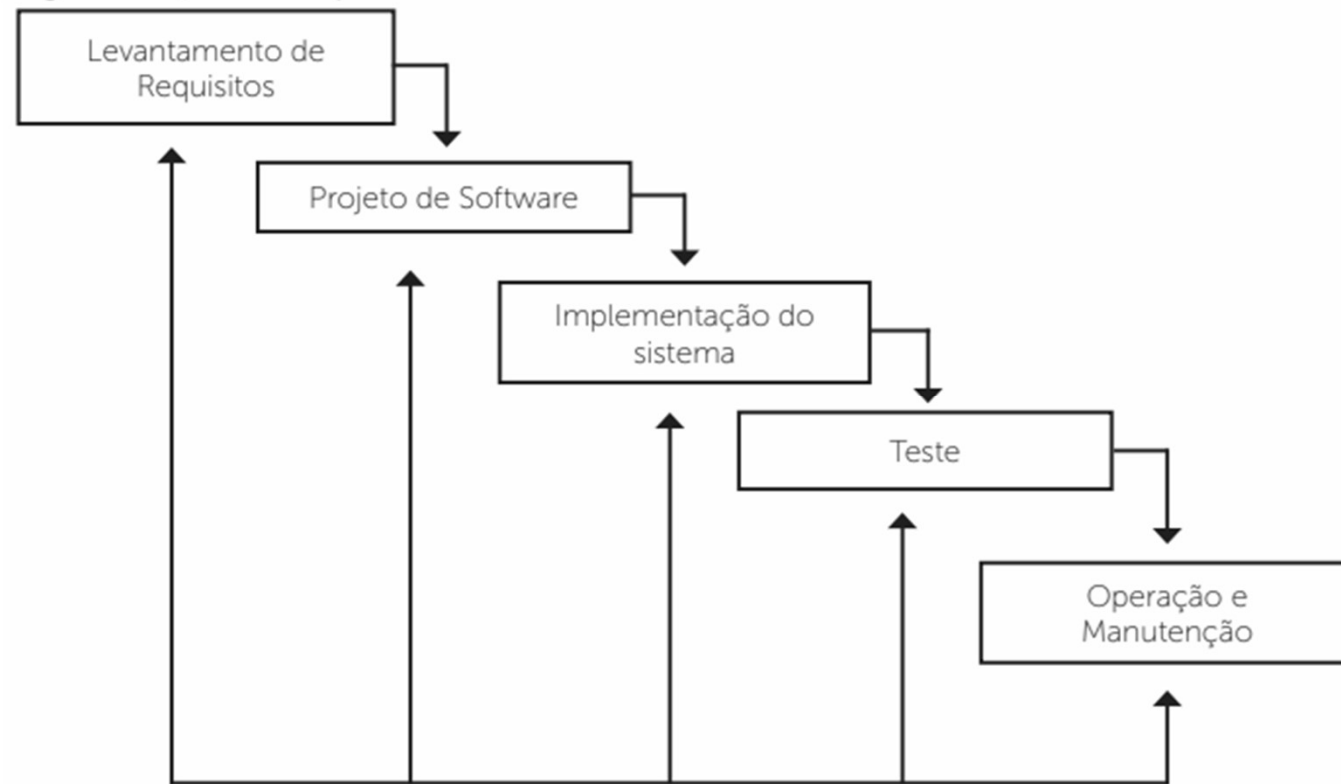 Levantamento de
Requisitos
Projeto de Software
Implementação do
sistema
Teste
Operação e
Manutenção